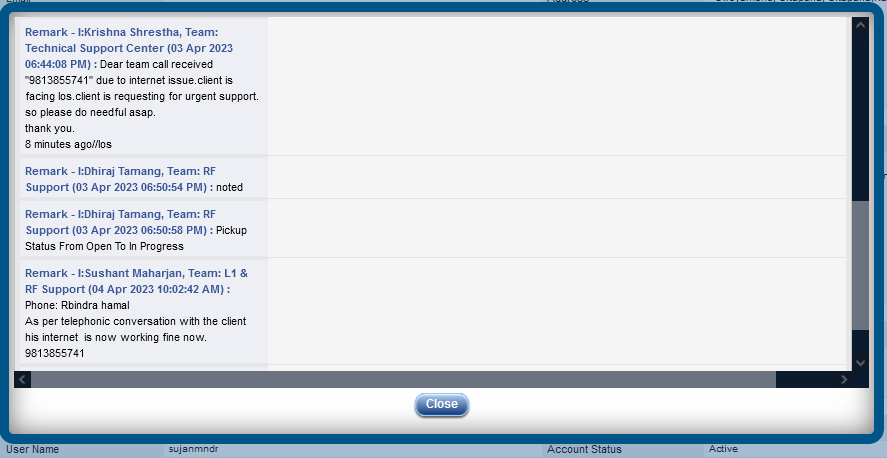 Remark - I:Krishna Shrestha, Team:
Technical Support Center (03 Apr 2023
06:44:08 PM) : Dear team call received
"9813855741" due to internet issue.client is
facing los.client is requesting for urgent support.
so please do needful asap.
thank you.
8 minutes ago//los
Remark - I:Dhiraj Tamang, Team: RF
Support (03 Apr 2023 06:50:54 PM) : noted
Remark - I:Dhiraj Tamang, Team: RF
Support (03 Apr 2023 06:50:58 PM) : Pickup
Status From Open To In Progress
Remark - I:Sushant Maharjan, Team: L1 &
RF Support (04 Apr 2023 10:02:42 AM) :
Phone: Rbindra hamal
As per telephonic conversation with the client
his internet  is now working fine now.
9813855741
Close
User Name sujanmndr Account Status Active